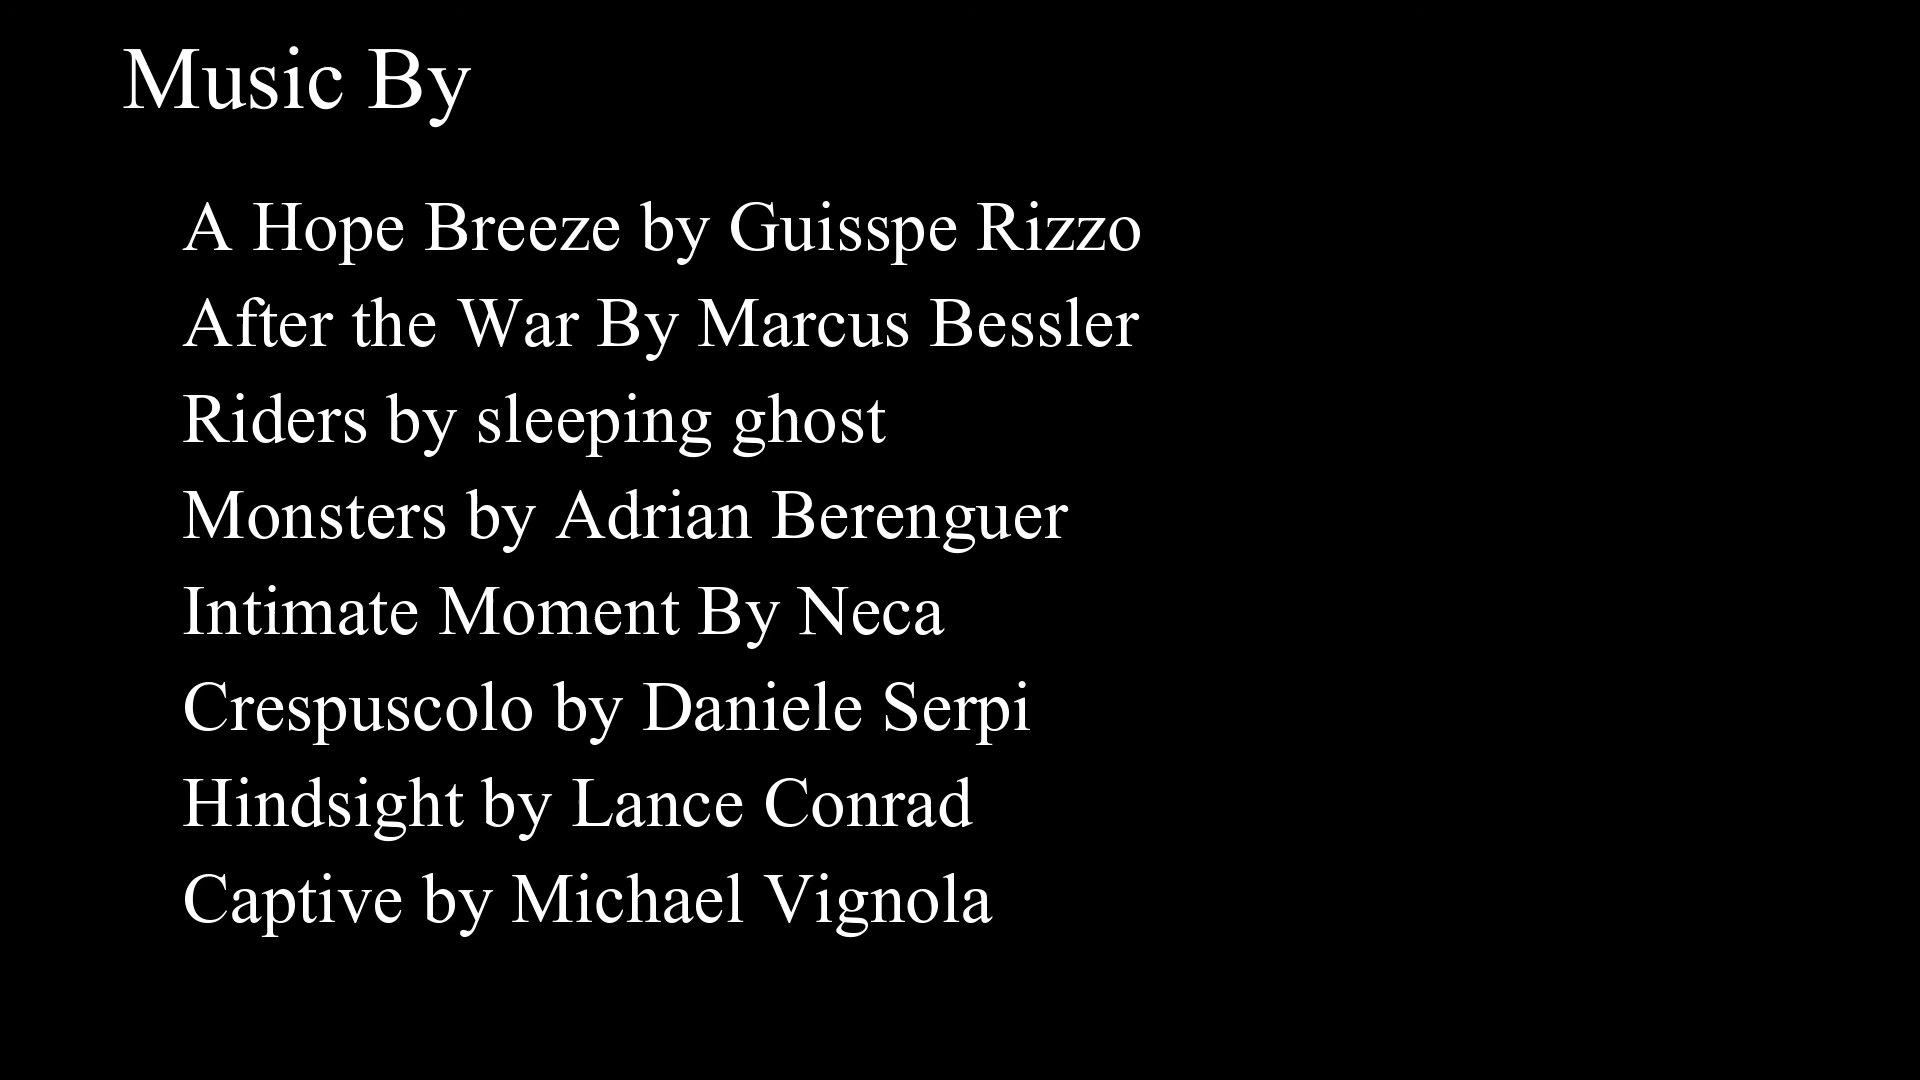 Music By
A Hope Breeze by Guisspe Rizzo
After the War By Marcus Bessler
Riders by sleeping ghost
Monsters by Adrian Berenguer
Intimate Moment By Neca
Crespuscolo by Daniele Serpi
Hindsight by Lance Conrad
Captive by Michael Vignola